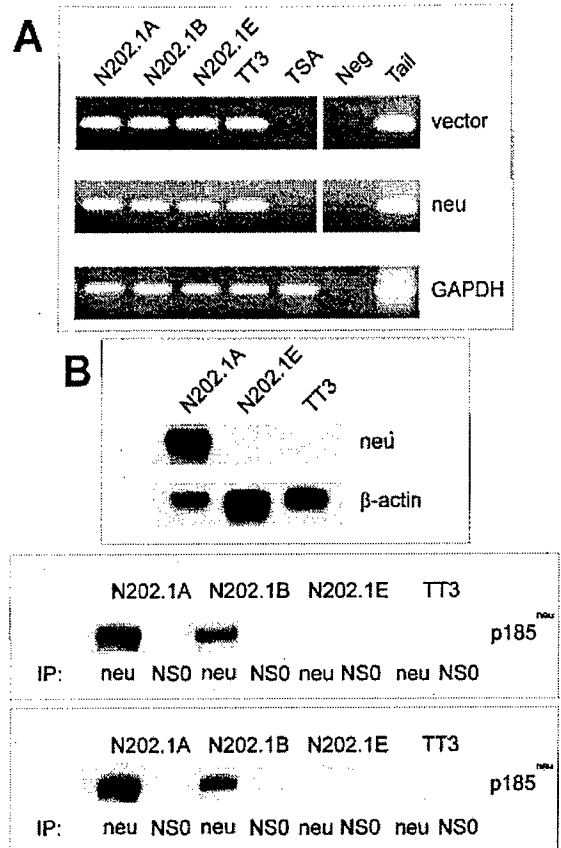 A
N202.1A N202.1B N202.1E TT3 TSA Neg Tail
vector
neu
GAPDH
B
N202.1A N202.1E TT3
neu
β-actin
N202.1A N202.1B N202.1E TT3
p185neu
IP: neu NS0 neu NS0 neu NS0 neu NS0
N202.1A N202.1B N202.1E TT3
p185neu
IP: neu NS0 neu NS0 neu NS0 neu NS0